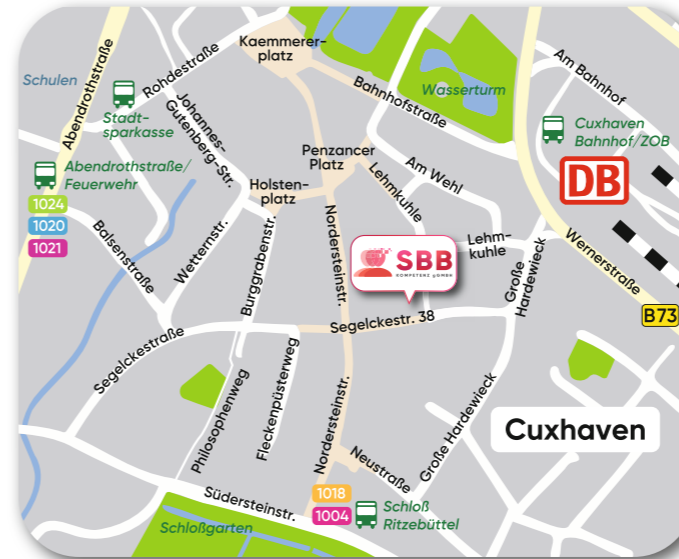 Kaemmerer-
platz
Am Bahnhof
Schulen
Abendrothstraße
Rohdestraße
Wasserturm
Bahnhofstraße
Stadt-
sparkasse
Johannes-
Gutenberg-Str.
Cuxhaven
Bahnhof/ZOB
Penzancer
Platz
Abendrothstraße/
Feuerwehr
Lehmkuhle
Am Wehl
DB
Holsten-
platz
1024
1020
1021
Balsenstraße
Wetternstr.
Burggrabenstr.
Nordersteinstr.
Lehm-
kuhle
Große
Hardewieck
Wernerstraße
SBB
KOMPETENZ gGMBH
B73
Segelckestr. 38
Segelckestraße
Philosophenweg
Fleckenpüsterweg
Nordersteinstr.
Große Hardewieck
Cuxhaven
Neustraße
Südersteinstr.
1018
1004
Schloß
Ritzebüttel
Schloßgarten